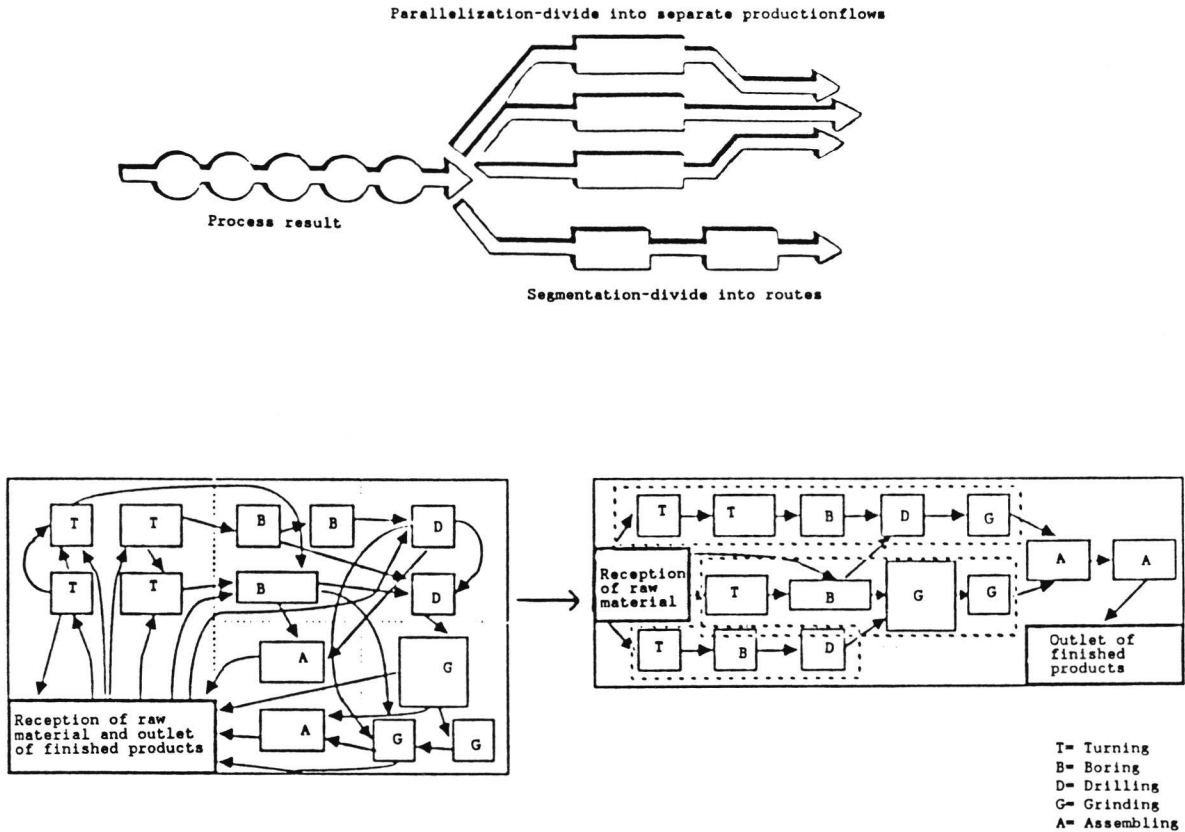 Parallelization-divide into separate productionflows
Process result
Segmentation-divide into routes
T T B B D
T T B D
A G
A G G
Reception of raw
material and outlet
of finished products
T T B D G
Reception
of raw
material
T B G G
A A
T B D
Outlet of
finished
products
T= Turning
B= Boring
D= Drilling
G= Grinding
A= Assembling